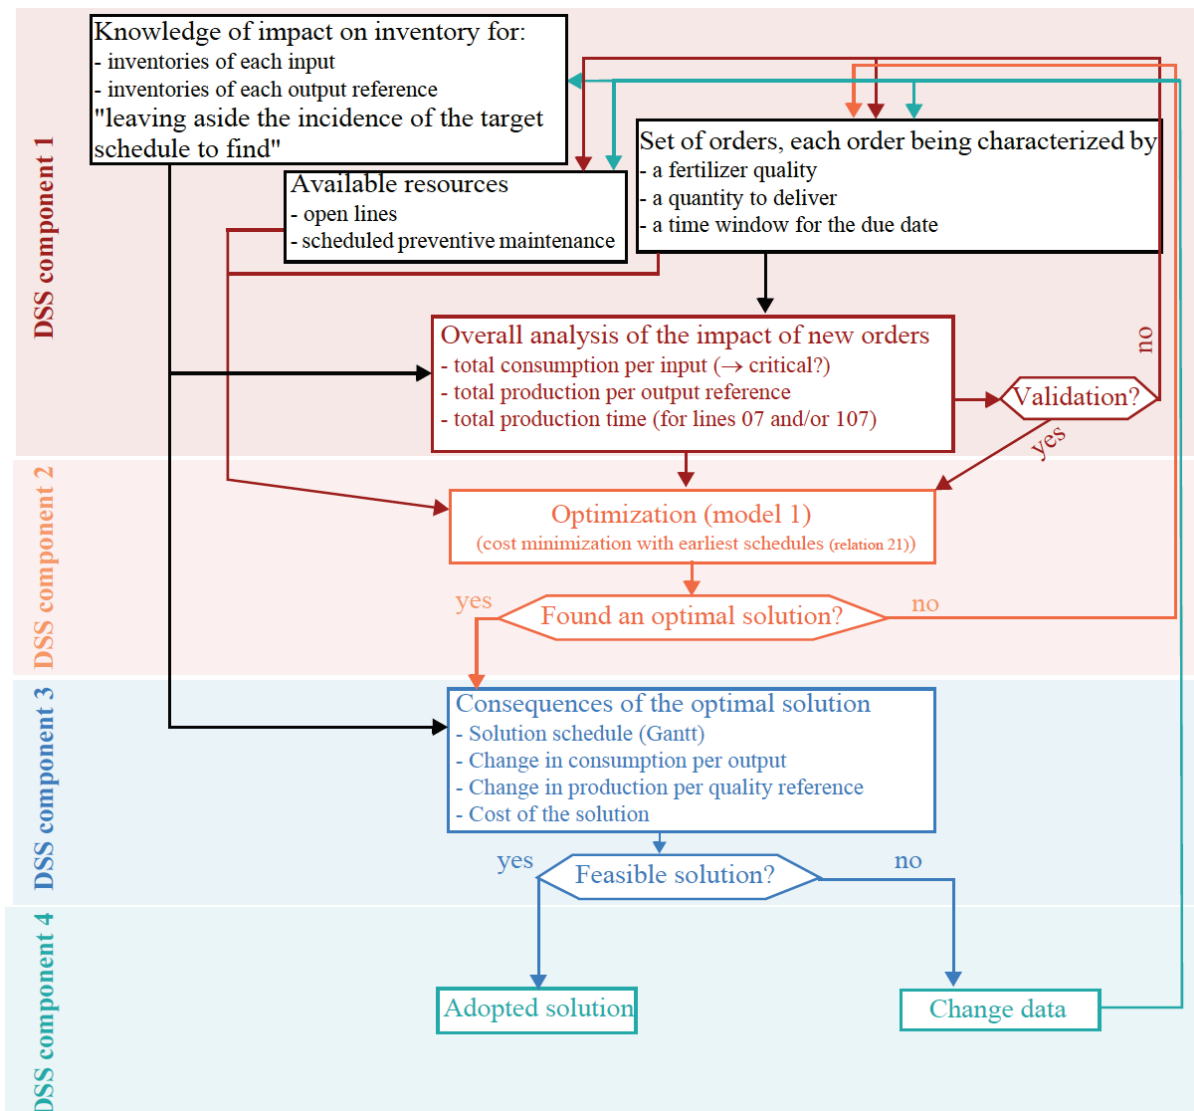 DSS component 1
Knowledge of impact on inventory for:
- inventories of each input
- inventories of each output reference
"leaving aside the incidence of the target
schedule to find"
Available resources
- open lines
- scheduled preventive maintenance
Set of orders, each order being characterized by
- a fertilizer quality
- a quantity to deliver
- a time window for the due date
Overall analysis of the impact of new orders
- total consumption per input (→ critical?)
- total production per output reference
- total production time (for lines 07 and/or 107)
Validation?
no
yes
DSS component 2
Optimization (model 1)
(cost minimization with earliest schedules (relation 21))
yes
Found an optimal solution?
no
DSS component 3
Consequences of the optimal solution
- Solution schedule (Gantt)
- Change in consumption per output
- Change in production per quality reference
- Cost of the solution
yes
Feasible solution?
no
DSS component 4
Adopted solution
Change data